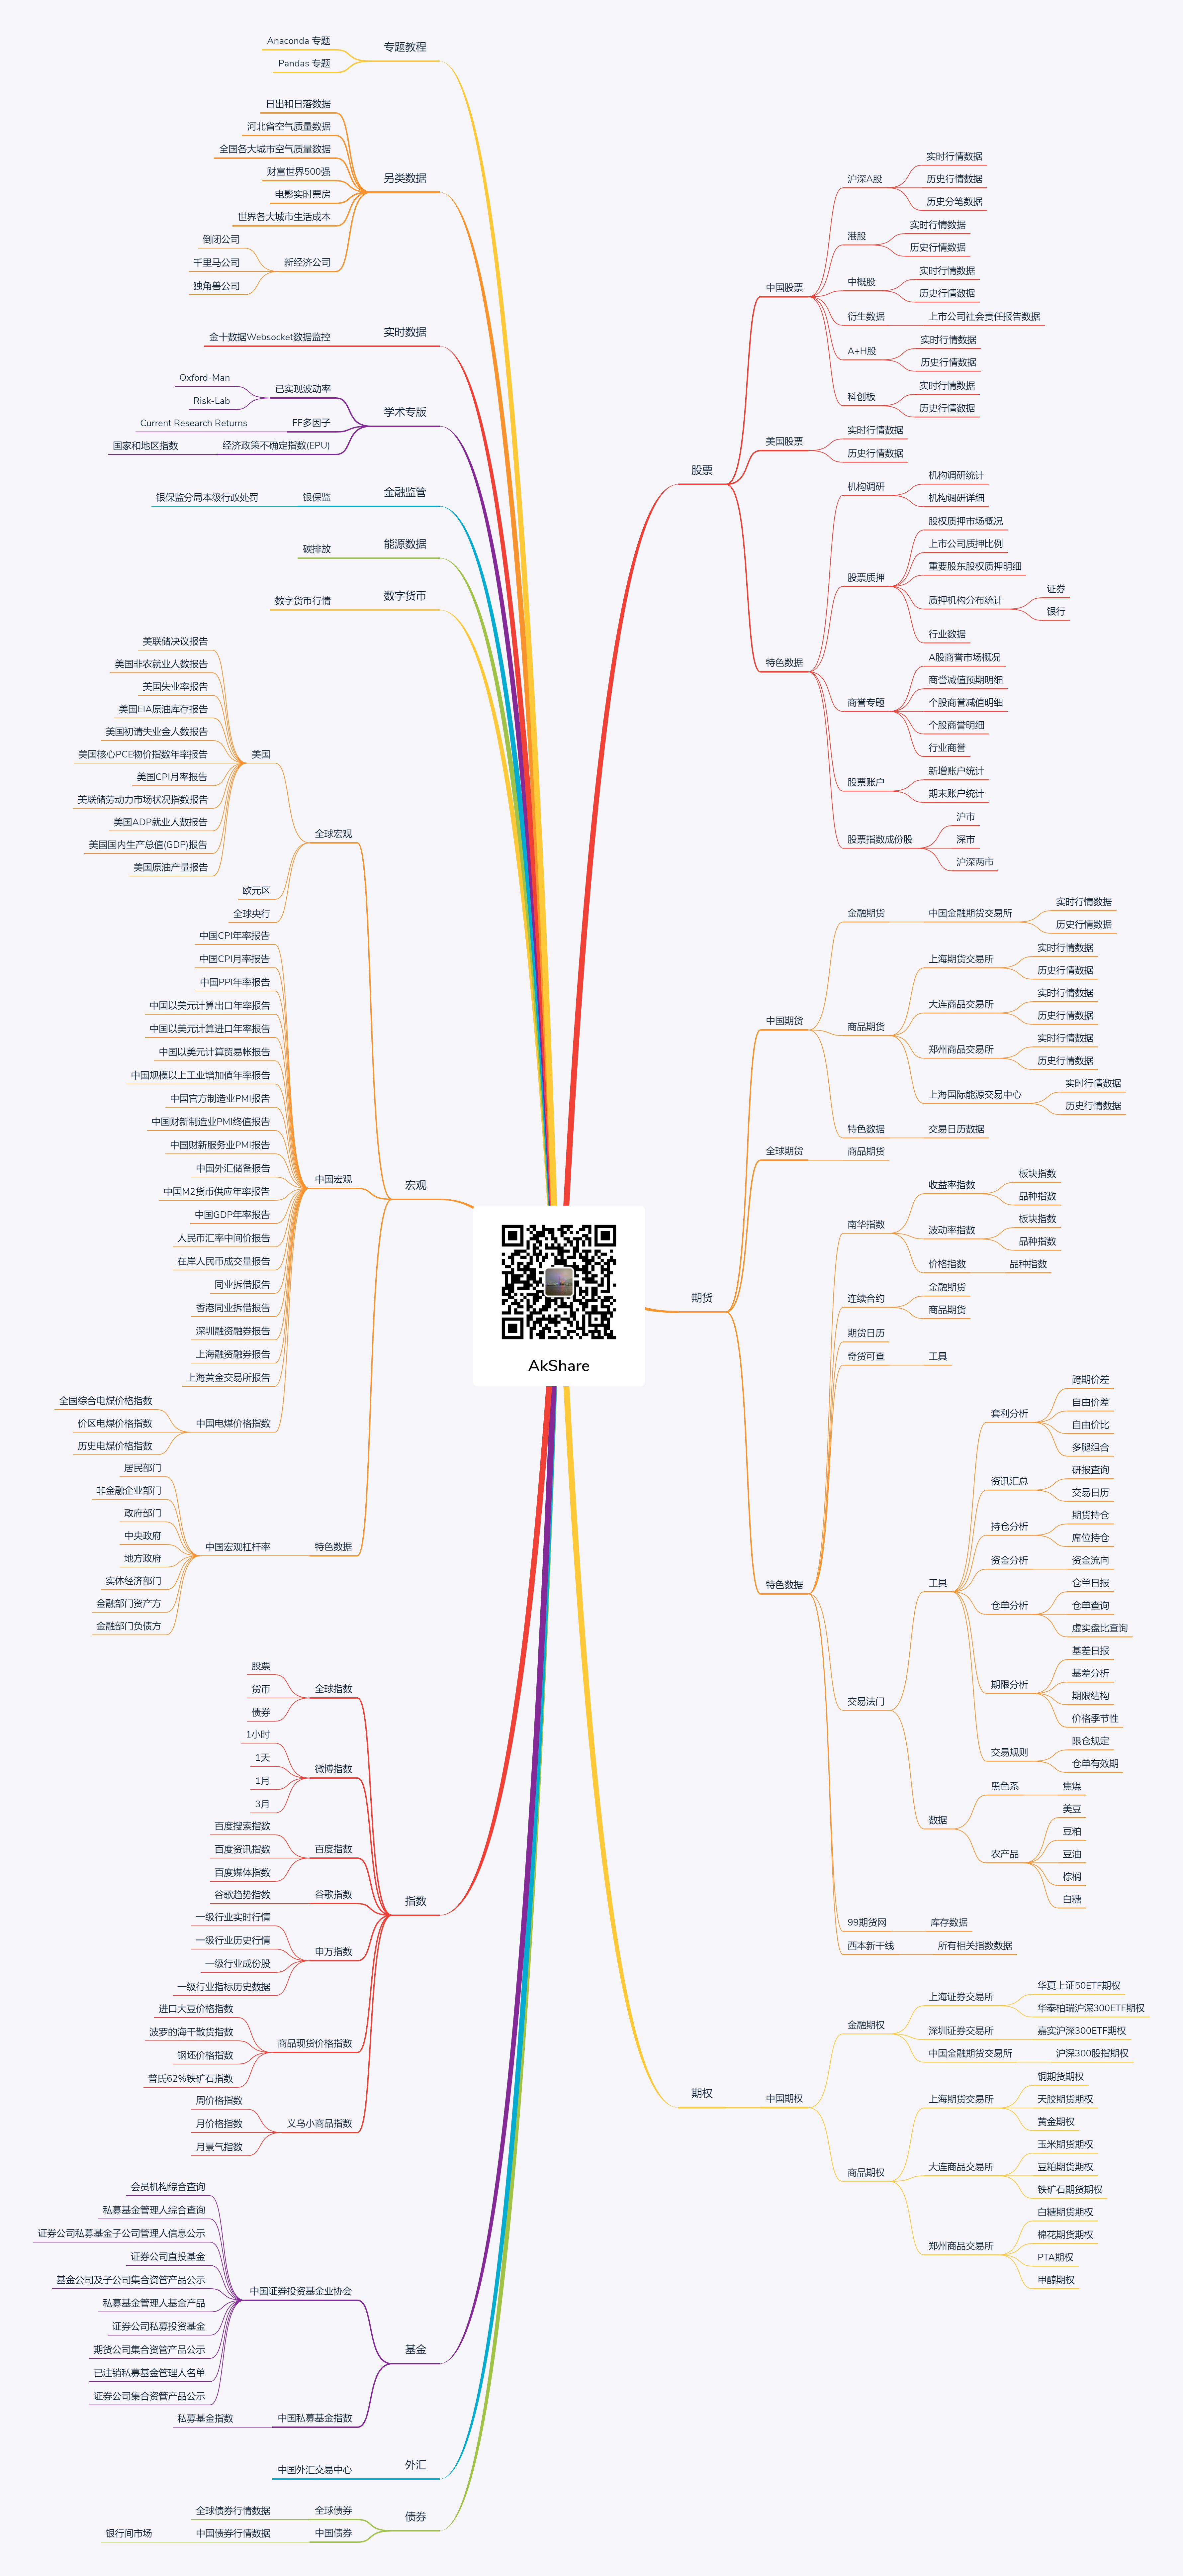 AkShare
股票
中国股票
沪深A股
实时行情数据
历史行情数据
历史分笔数据
港股
实时行情数据
历史行情数据
中概股
实时行情数据
历史行情数据
衍生数据
上市公司社会责任报告数据
A+H股
实时行情数据
历史行情数据
科创板
实时行情数据
历史行情数据
美国股票
实时行情数据
历史行情数据
特色数据
机构调研
机构调研统计
机构调研详细
股票质押
股权质押市场概况
上市公司质押比例
重要股东股权质押明细
质押机构分布统计
证券
银行
行业数据
商誉专题
A股商誉市场概况
商誉减值预期明细
个股商誉减值明细
个股商誉明细
行业商誉
股票账户
新增账户统计
期末账户统计
股票指数成份股
沪市
深市
沪深两市
期货
中国期货
金融期货
中国金融期货交易所
实时行情数据
历史行情数据
商品期货
上海期货交易所
实时行情数据
历史行情数据
大连商品交易所
实时行情数据
历史行情数据
郑州商品交易所
实时行情数据
历史行情数据
上海国际能源交易中心
实时行情数据
历史行情数据
特色数据
交易日历数据
全球期货
商品期货
特色数据
南华指数
收益率指数
板块指数
品种指数
波动率指数
板块指数
品种指数
价格指数
品种指数
连续合约
金融期货
商品期货
期货日历
奇货可查
工具
交易法门
工具
套利分析
跨期价差
自由价差
自由价比
多腿组合
资讯汇总
研报查询
交易日历
持仓分析
期货持仓
席位持仓
资金分析
资金流向
仓单分析
仓单日报
仓单查询
虚实盘比查询
期限分析
基差日报
基差分析
期限结构
价格季节性
交易规则
限仓规定
仓单有效期
数据
黑色系
焦煤
农产品
美豆
豆粕
豆油
棕榈
白糖
99期货网
库存数据
西本新干线
所有相关指数数据
期权
中国期权
金融期权
上海证券交易所
华夏上证50ETF期权
华泰柏瑞沪深300ETF期权
深圳证券交易所
嘉实沪深300ETF期权
中国金融期货交易所
沪深300股指期权
商品期权
上海期货交易所
铜期货期权
天胶期货期权
黄金期权
大连商品交易所
玉米期货期权
豆粕期货期权
铁矿石期货期权
郑州商品交易所
白糖期货期权
棉花期货期权
PTA期权
甲醇期权
专题教程
Anaconda 专题
Pandas 专题
另类数据
日出和日落数据
河北省空气质量数据
全国各大城市空气质量数据
财富世界500强
电影实时票房
世界各大城市生活成本
新经济公司
倒闭公司
千里马公司
独角兽公司
实时数据
金十数据Websocket数据监控
学术专版
已实现波动率
Oxford-Man
Risk-Lab
FF多因子
Current Research Returns
经济政策不确定指数(EPU)
国家和地区指数
金融监管
银保监
银保监分局本级行政处罚
能源数据
碳排放
数字货币
数字货币行情
宏观
全球宏观
美国
美联储决议报告
美国非农就业人数报告
美国失业率报告
美国EIA原油库存报告
美国初请失业金人数报告
美国核心PCE物价指数年率报告
美国CPI月率报告
美联储劳动力市场状况指数报告
美国ADP就业人数报告
美国国内生产总值(GDP)报告
美国原油产量报告
欧元区
全球央行
中国宏观
中国CPI年率报告
中国CPI月率报告
中国PPI年率报告
中国以美元计算出口年率报告
中国以美元计算进口年率报告
中国以美元计算贸易帐报告
中国规模以上工业增加值年率报告
中国官方制造业PMI报告
中国财新制造业PMI终值报告
中国财新服务业PMI报告
中国外汇储备报告
中国M2货币供应年率报告
中国GDP年率报告
人民币汇率中间价报告
在岸人民币成交量报告
同业拆借报告
香港同业拆借报告
深圳融资融券报告
上海融资融券报告
上海黄金交易所报告
中国电煤价格指数
全国综合电煤价格指数
价区电煤价格指数
历史电煤价格指数
特色数据
中国宏观杠杆率
居民部门
非金融企业部门
政府部门
中央政府
地方政府
实体经济部门
金融部门资产方
金融部门负债方
指数
全球指数
股票
货币
债券
微博指数
1小时
1天
1月
3月
百度指数
百度搜索指数
百度资讯指数
百度媒体指数
谷歌指数
谷歌趋势指数
申万指数
一级行业实时行情
一级行业历史行情
一级行业成份股
一级行业指标历史数据
商品现货价格指数
进口大豆价格指数
波罗的海干散货指数
钢坯价格指数
普氏62%铁矿石指数
义乌小商品指数
周价格指数
月价格指数
月景气指数
基金
中国证券投资基金业协会
会员机构综合查询
私募基金管理人综合查询
证券公司私募基金子公司管理人信息公示
证券公司直投基金
基金公司及子公司集合资管产品公示
私募基金管理人基金产品
证券公司私募投资基金
期货公司集合资管产品公示
已注销私募基金管理人名单
证券公司集合资管产品公示
中国私募基金指数
私募基金指数
外汇
中国外汇交易中心
债券
全球债券
全球债券行情数据
中国债券
中国债券行情数据
银行间市场